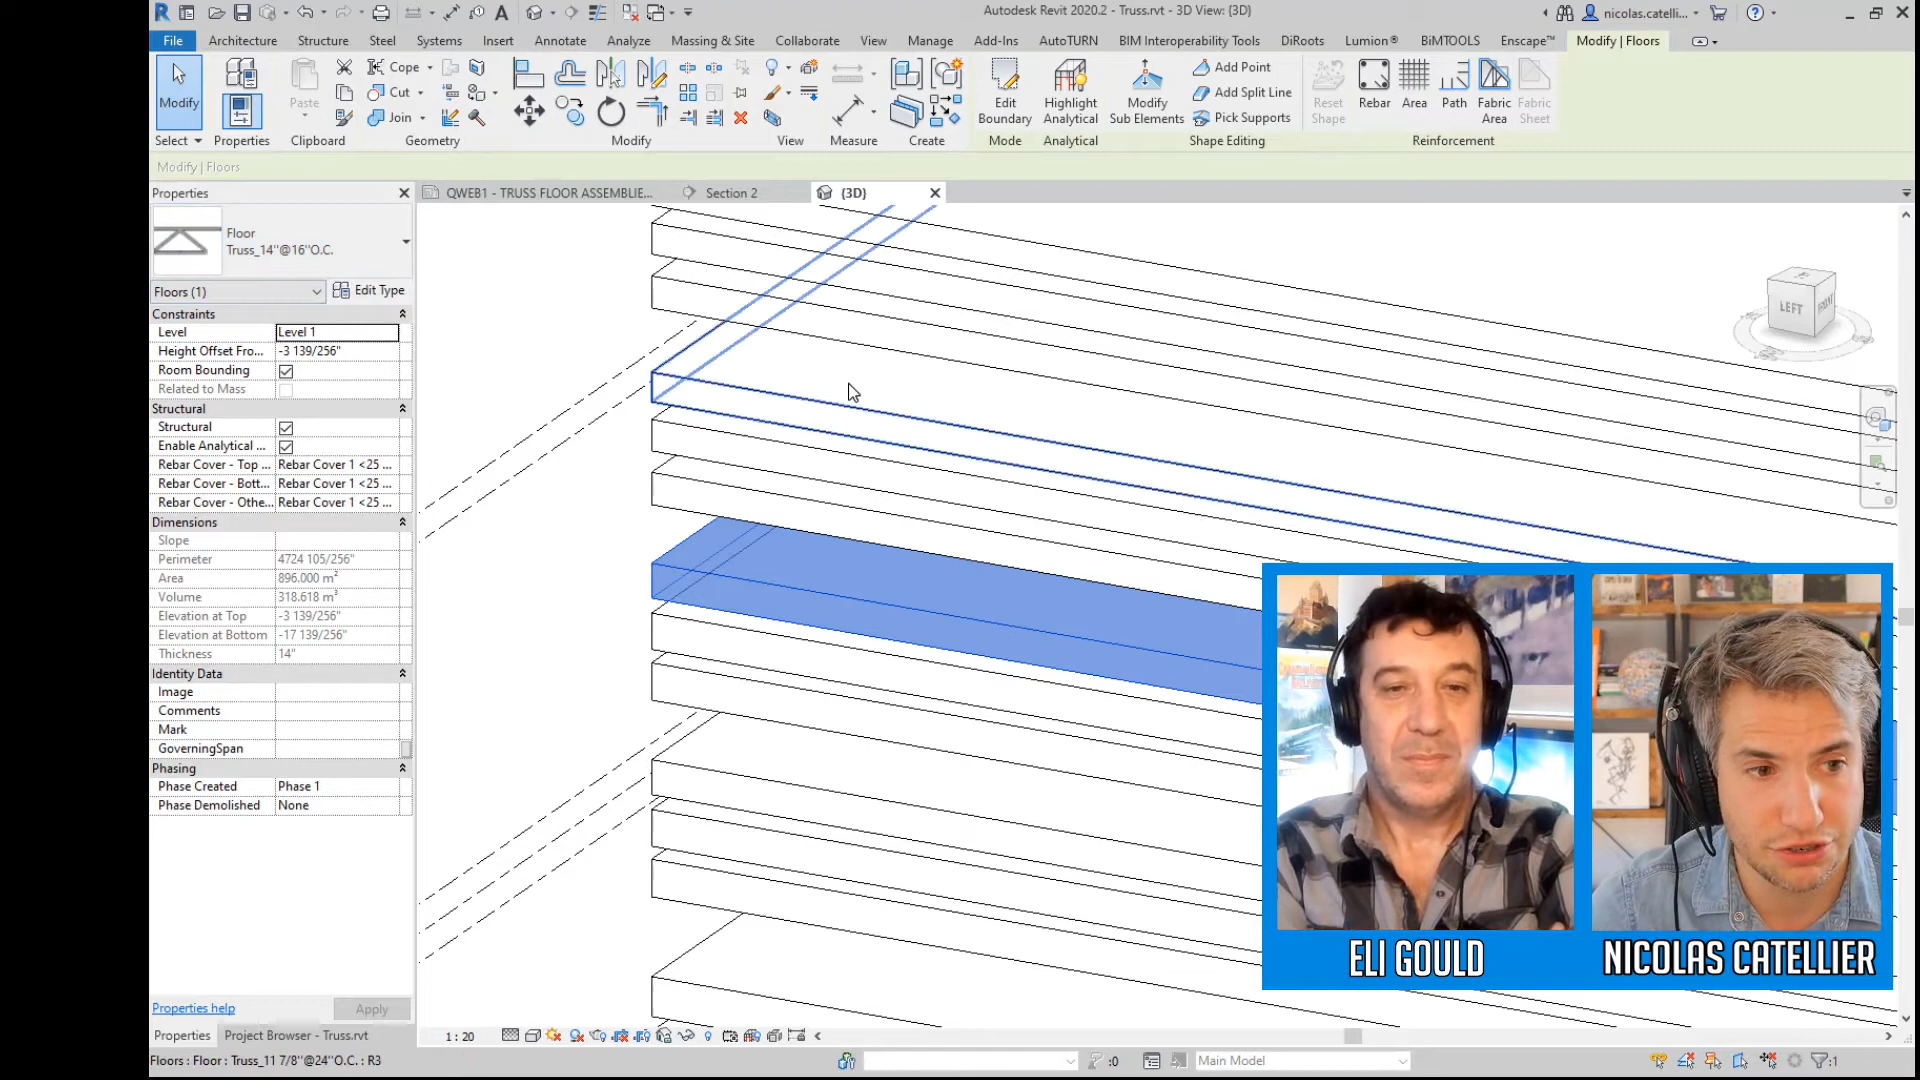 Autodesk Revit 2020.2 - Truss.rvt - 3D View: {3D}
nicolas.catelli...
File Architecture Structure Steel Systems Insert Annotate Analyze Massing & Site Collaborate View Manage Add-Ins AutoTURN BIM Interoperability Tools DiRoots Lumion® BiMTOOLS Enscape™ Modify | Floors
Modify
Paste
Cope
Cut
Join
Edit Boundary
Highlight Analytical
Modify Sub Elements
Add Point
Add Split Line
Pick Supports
Reset Shape
Rebar
Area
Path
Fabric Area
Fabric Sheet
Select Properties Clipboard Geometry Modify View Measure Create Mode Analytical Shape Editing Reinforcement
Modify | Floors
Properties
QWEB1 - TRUSS FLOOR ASSEMBLIE...
Section 2
{3D}
Floor
Truss_14''@16''O.C.
Floors (1)
Edit Type
Constraints
Level Level 1
Height Offset Fro... -3 139/256"
Room Bounding
Related to Mass
Structural
Structural
Enable Analytical ...
Rebar Cover - Top ... Rebar Cover 1 <25 ...
Rebar Cover - Bott... Rebar Cover 1 <25 ...
Rebar Cover - Othe... Rebar Cover 1 <25 ...
Dimensions
Slope
Perimeter 4724 105/256"
Area 896.000 m²
Volume 318.618 m³
Elevation at Top -3 139/256"
Elevation at Bottom -17 139/256"
Thickness 14"
Identity Data
Image
Comments
Mark
GoverningSpan
Phasing
Phase Created Phase 1
Phase Demolished None
LEFT
FRONT
ELI GOULD
NICOLAS CATELLIER
Properties help
Apply
Properties
Project Browser - Truss.rvt
1 : 20
Floors : Floor : Truss_11 7/8''@24''O.C. : R3
:0
Main Model
:1